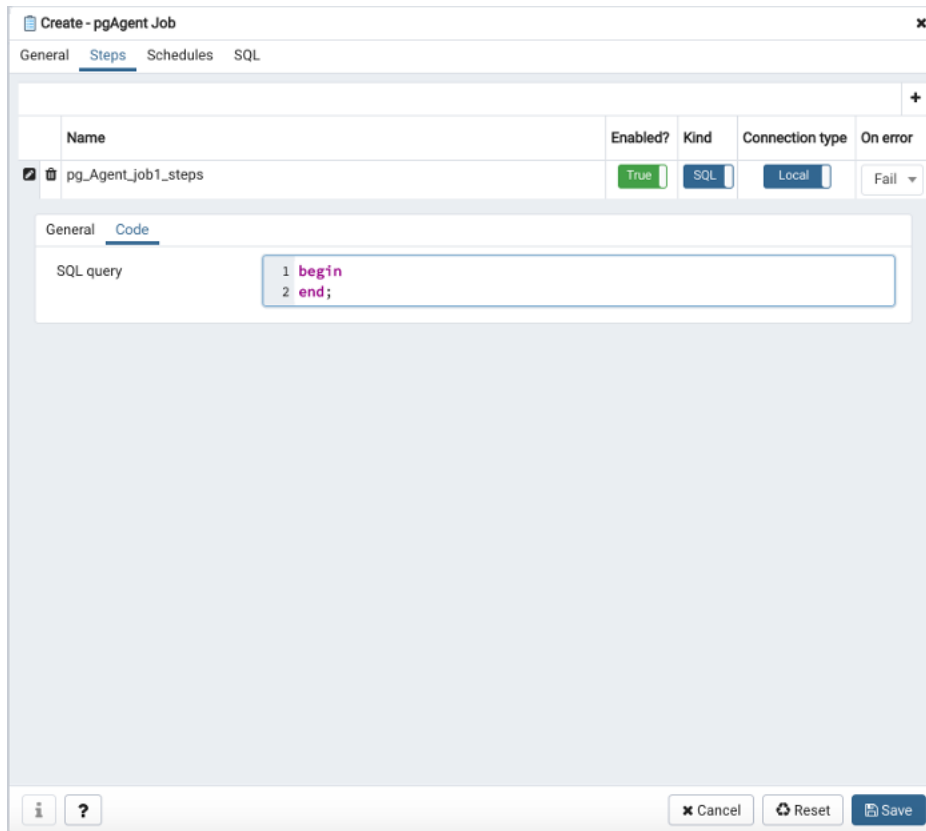 Create - pgAgent Job
General Steps Schedules SQL
Name Enabled? Kind Connection type On error
pg_Agent_job1_steps True SQL Local Fail
General Code
SQL query
1 begin
2 end;
i ? Cancel Reset Save